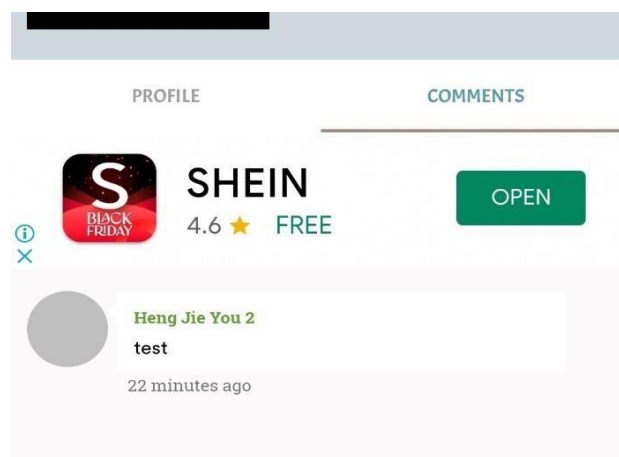 PROFILE COMMENTS
S
BLACK
FRIDAY
SHEIN
4.6 ★ FREE
OPEN
Heng Jie You 2
test
22 minutes ago